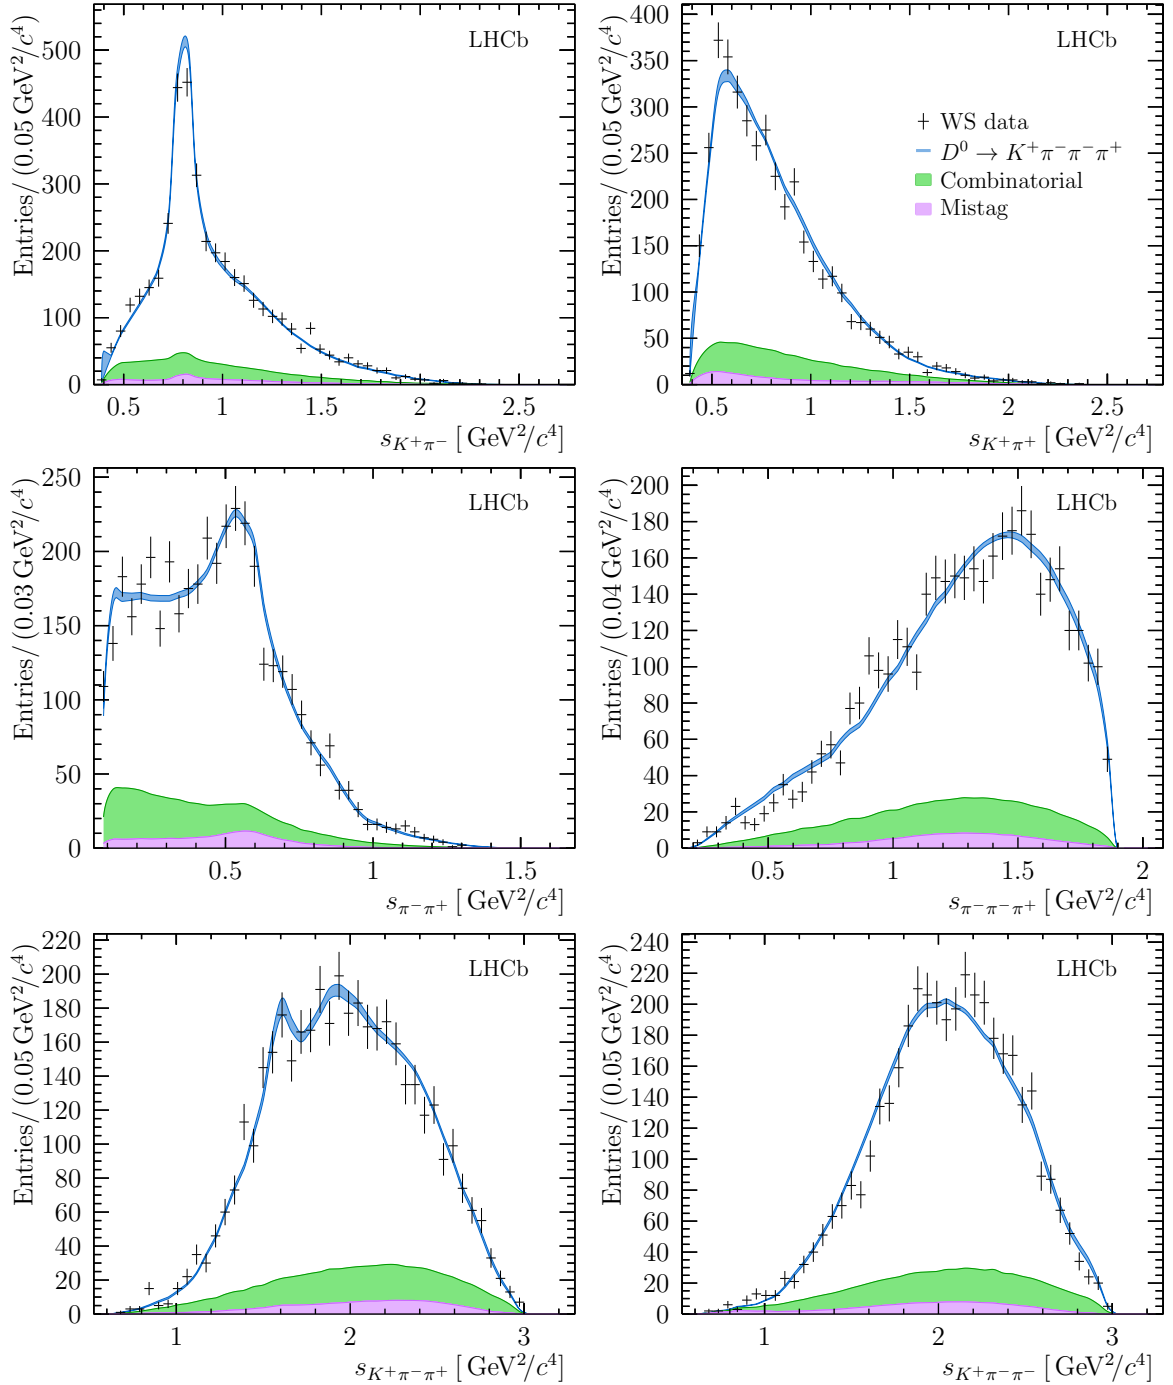 Entries/ (0.05 GeV²/c⁴)
500
400
300
200
100
0
LHCb
0.5 1 1.5 2 2.5
s_{K⁺π⁻} [ GeV²/c⁴]
Entries/ (0.05 GeV²/c⁴)
400
350
300
250
200
150
100
50
0
LHCb
WS data
D⁰ → K⁺π⁻π⁻π⁺
Combinatorial
Mistag
0.5 1 1.5 2 2.5
s_{K⁺π⁺} [ GeV²/c⁴]
Entries/ (0.03 GeV²/c⁴)
250
200
150
100
50
0
LHCb
0.5 1 1.5
s_{π⁻π⁺} [ GeV²/c⁴]
Entries/ (0.04 GeV²/c⁴)
200
180
160
140
120
100
80
60
40
20
0
LHCb
0.5 1 1.5 2
s_{π⁻π⁻π⁺} [ GeV²/c⁴]
Entries/ (0.05 GeV²/c⁴)
220
200
180
160
140
120
100
80
60
40
20
0
LHCb
1 2 3
s_{K⁺π⁻π⁺} [ GeV²/c⁴]
Entries/ (0.05 GeV²/c⁴)
240
220
200
180
160
140
120
100
80
60
40
20
0
LHCb
1 2 3
s_{K⁺π⁻π⁻} [ GeV²/c⁴]